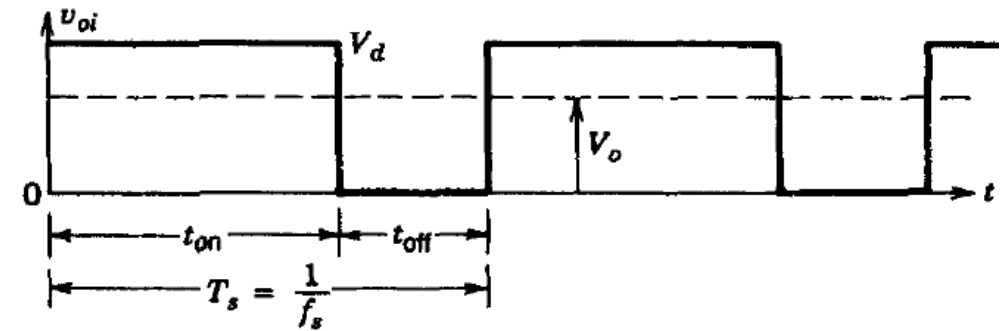 v_oi
V_d
V_o
0
t
t_on
t_off
T_s = 1/f_s